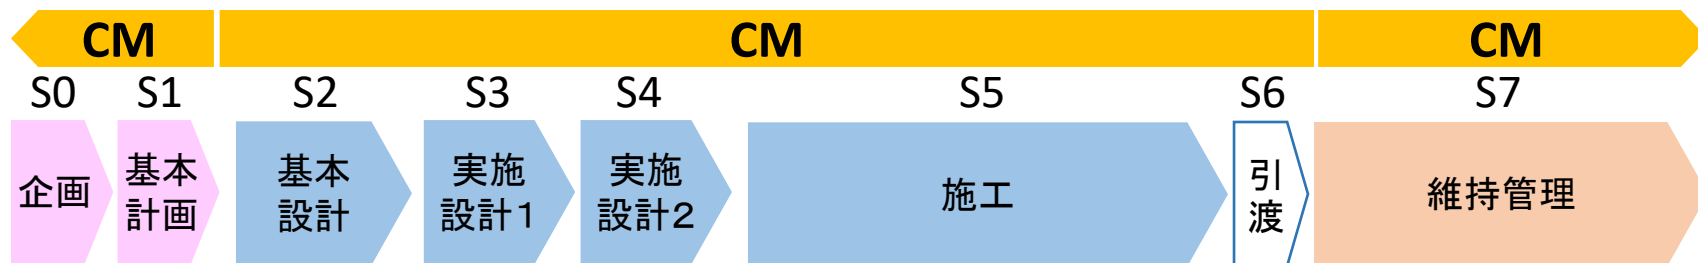 CM CM CM
S0 S1 S2 S3 S4 S5 S6 S7
企画
基本
計画
基本
設計
実施
設計1
実施
設計2
施工
引
渡
維持管理